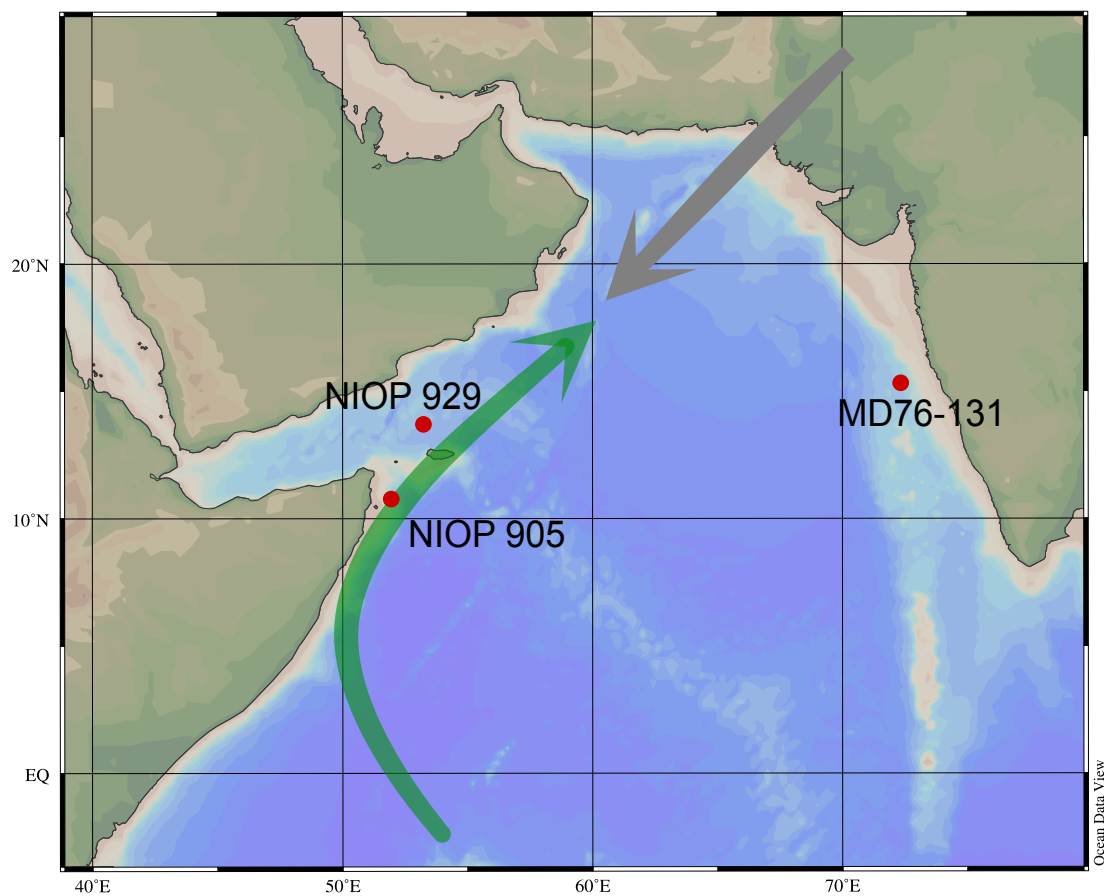 20°N
NIOP 929
MD76-131
10°N
NIOP 905
EQ
40°E
50°E
60°E
70°E
Ocean Data View